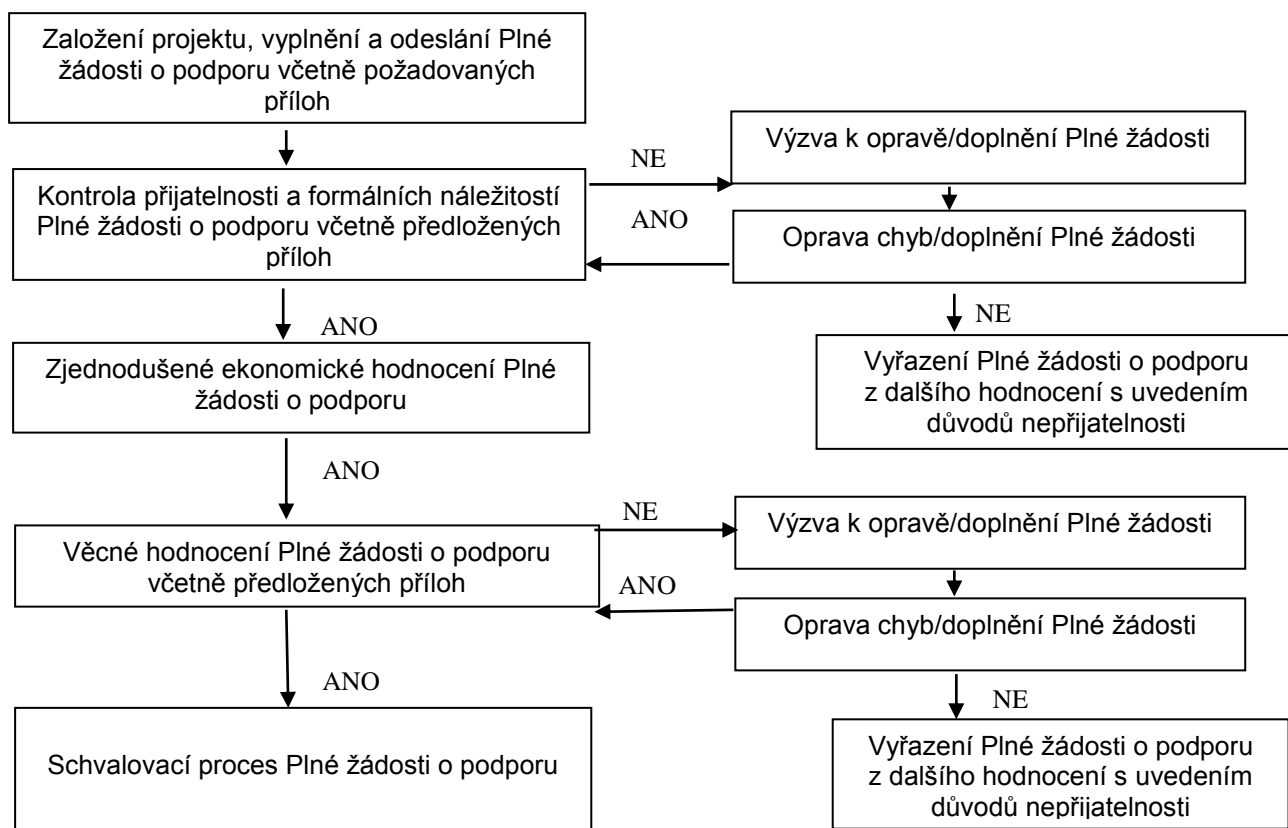 Založení projektu, vyplnění a odeslání Plné
žádosti o podporu včetně požadovaných
příloh
NE
Výzva k opravě/doplnění Plné žádosti
Kontrola přijatelnosti a formálních náležitostí
Plné žádosti o podporu včetně předložených
příloh
ANO
Oprava chyb/doplnění Plné žádosti
ANO
NE
Zjednodušené ekonomické hodnocení Plné
žádosti o podporu
Vyřazení Plné žádosti o podporu
z dalšího hodnocení s uvedením
důvodů nepřijatelnosti
ANO
NE
Výzva k opravě/doplnění Plné žádosti
Věcné hodnocení Plné žádosti o podporu
včetně předložených příloh
ANO
Oprava chyb/doplnění Plné žádosti
ANO
NE
Schvalovací proces Plné žádosti o podporu
Vyřazení Plné žádosti o podporu
z dalšího hodnocení s uvedením
důvodů nepřijatelnosti